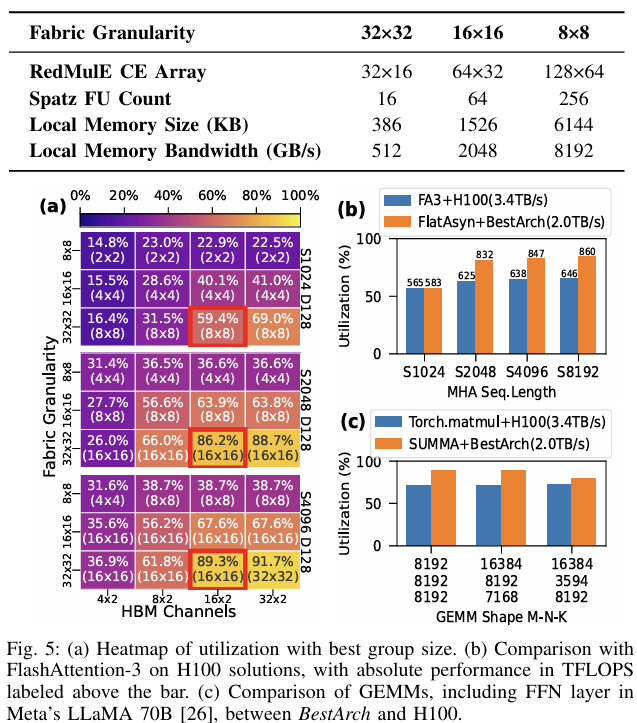 Fabric Granularity 32×32 16×16 8×8
RedMulE CE Array 32×16 64×32 128×64
Spatz FU Count 16 64 256
Local Memory Size (KB) 386 1526 6144
Local Memory Bandwidth (GB/s) 512 2048 8192
(a)
0% 20% 40% 60% 80% 100%
Fabric Granularity
8x8
14.8% 23.0% 22.9% 22.5%
(2x2) (2x2) (2x2) (2x2)
16x16
15.5% 28.6% 40.1% 41.0%
(4x4) (4x4) (4x4) (4x4)
32x32
16.4% 31.5% 59.4% 69.0%
(8x8) (8x8) (8x8) (8x8)
S1024 D128
8x8
31.4% 36.5% 36.6% 36.6%
(4x4) (4x4) (4x4) (4x4)
16x16
27.7% 56.6% 63.9% 63.8%
(8x8) (8x8) (8x8) (8x8)
32x32
26.0% 66.0% 86.2% 88.7%
(16x16) (16x16) (16x16) (16x16)
S2048 D128
8x8
31.6% 38.7% 38.7% 38.7%
(4x4) (8x8) (8x8) (8x8)
16x16
35.6% 56.2% 67.6% 67.6%
(16x16) (16x16) (16x16) (16x16)
32x32
36.9% 61.8% 89.3% 91.7%
(16x16) (16x16) (16x16) (32x32)
S4096 D128
4x2 8x2 16x2 32x2
HBM Channels
(b)
FA3+H100(3.4TB/s)
FlatAsyn+BestArch(2.0TB/s)
Utilization (%)
100
50
0
565 583 625 832 638 847 646 860
S1024 S2048 S4096 S8192
MHA Seq.Length
(c)
Torch.matmul+H100(3.4TB/s)
SUMMA+BestArch(2.0TB/s)
Utilization (%)
100
50
0
8192 16384 16384
8192 8192 3594
8192 7168 8192
GEMM Shape M-N-K
Fig. 5: (a) Heatmap of utilization with best group size. (b) Comparison with
FlashAttention-3 on H100 solutions, with absolute performance in TFLOPS
labeled above the bar. (c) Comparison of GEMMs, including FFN layer in
Meta's LLaMA 70B [26], between BestArch and H100.